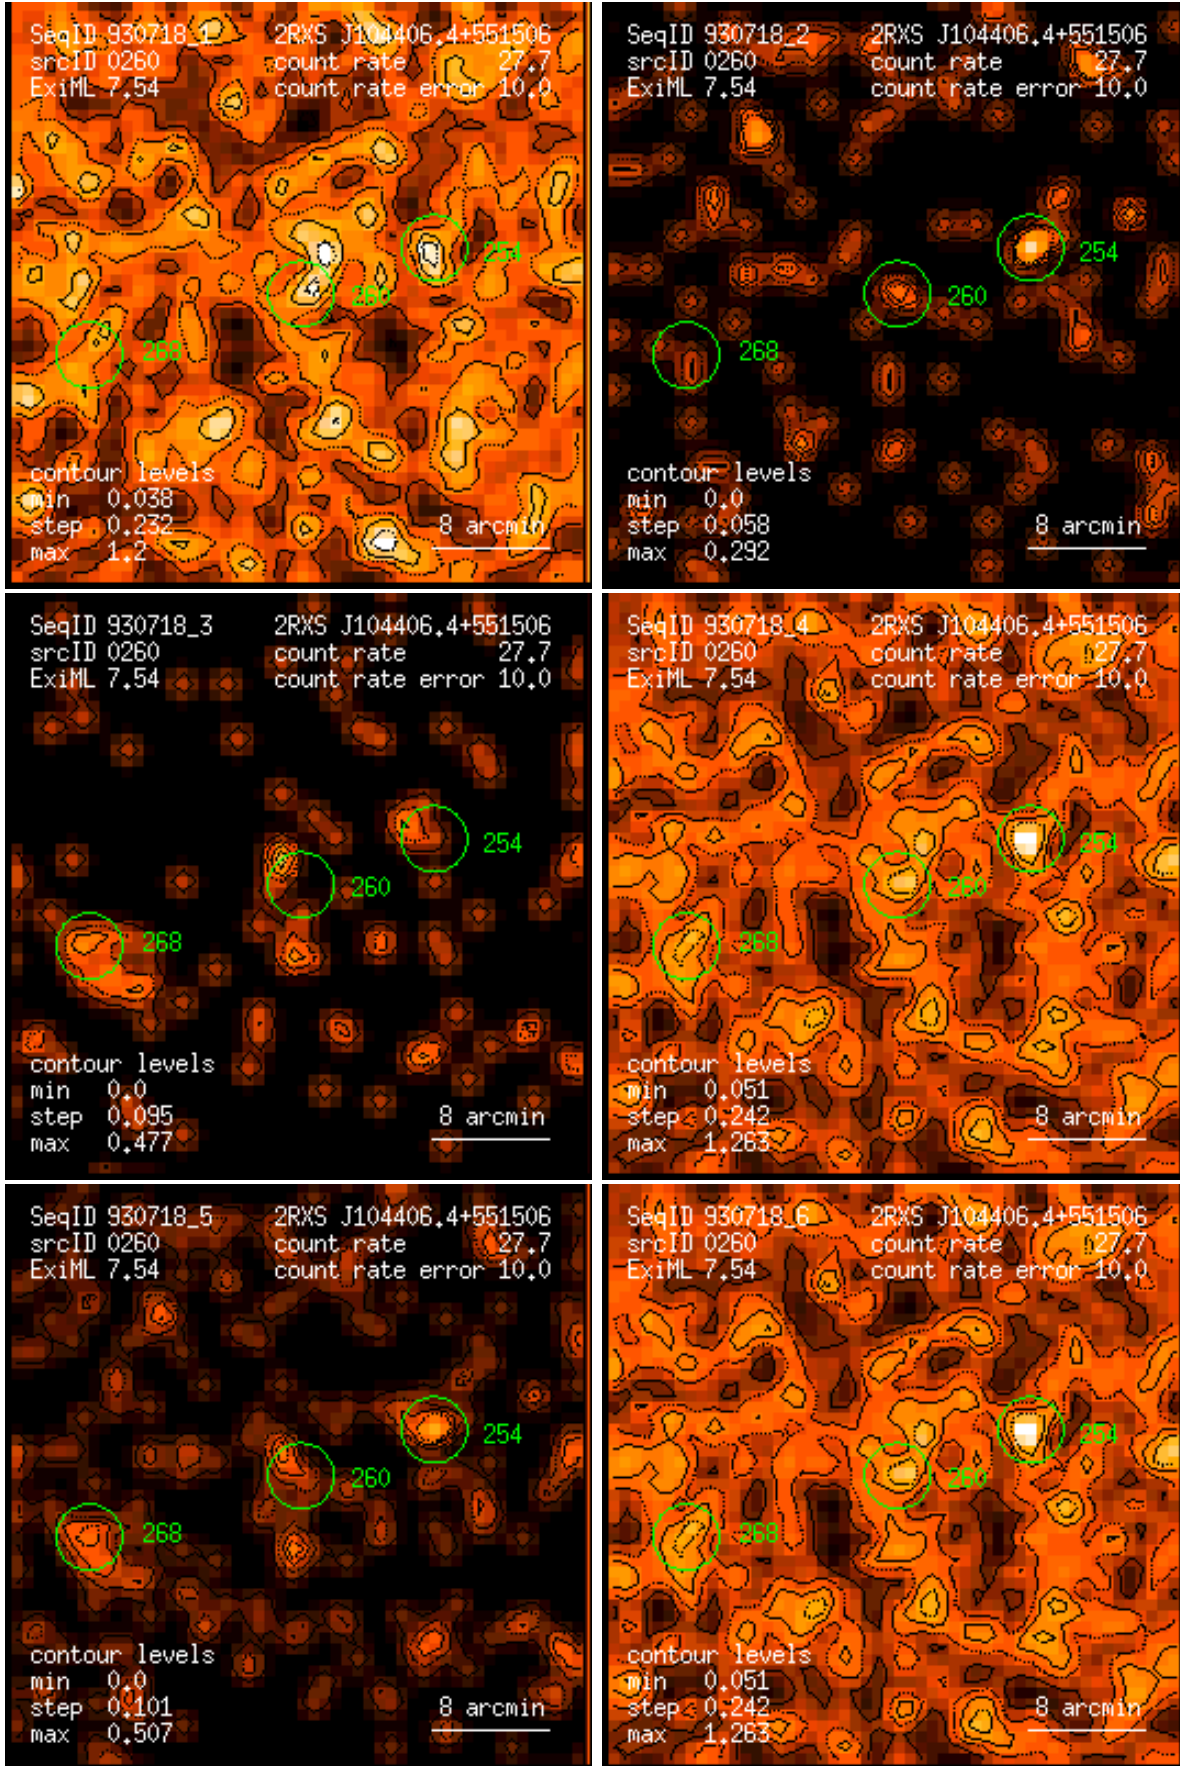 SeqID 930718_1 2RXS J104406.4+551506
srcID 0260 count rate 27.7
ExiML 7.54 count rate error 10.0
254
260
268
contour levels
min 0.038
step 0.232 8 arcmin
max 1.2
SeqID 930718_2 2RXS J104406.4+551506
srcID 0260 count rate 27.7
ExiML 7.54 count rate error 10.0
254
260
268
contour levels
min 0.0
step 0.058 8 arcmin
max 0.292
SeqID 930718_3 2RXS J104406.4+551506
srcID 0260 count rate 27.7
ExiML 7.54 count rate error 10.0
254
260
268
contour levels
min 0.0
step 0.095 8 arcmin
max 0.477
SeqID 930718_4 2RXS J104406.4+551506
srcID 0260 count rate 27.7
ExiML 7.54 count rate error 10.0
254
260
268
contour levels
min 0.051
step 0.242 8 arcmin
max 1.263
SeqID 930718_5 2RXS J104406.4+551506
srcID 0260 count rate 27.7
ExiML 7.54 count rate error 10.0
254
260
268
contour levels
min 0.0
step 0.101 8 arcmin
max 0.507
SeqID 930718_6 2RXS J104406.4+551506
srcID 0260 count rate 27.7
ExiML 7.54 count rate error 10.0
254
260
268
contour levels
min 0.051
step 0.242 8 arcmin
max 1.263